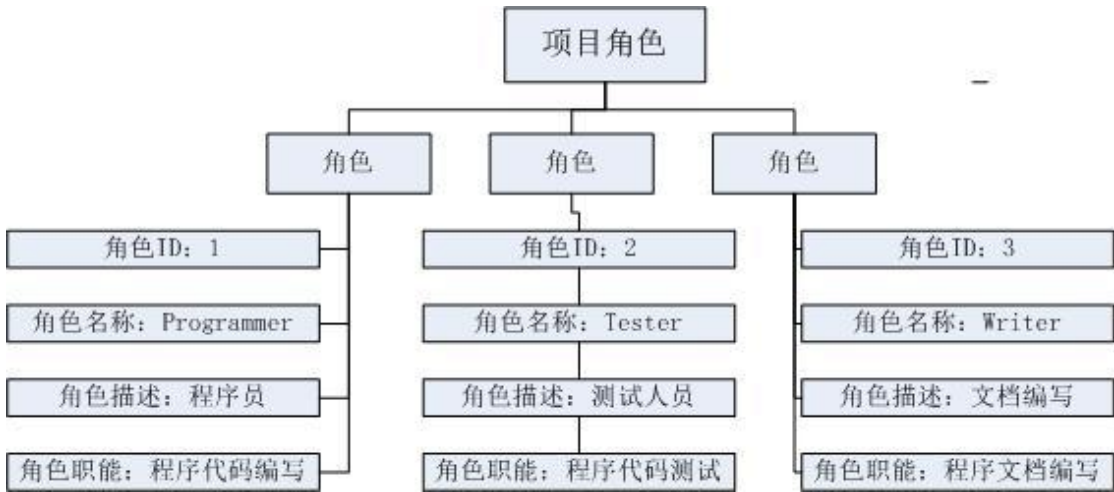 项目角色
角色
角色
角色
角色ID：1
角色ID：2
角色ID：3
角色名称：Programmer
角色名称：Tester
角色名称：Writer
角色描述：程序员
角色描述：测试人员
角色描述：文档编写
角色职能：程序代码编写
角色职能：程序代码测试
角色职能：程序文档编写